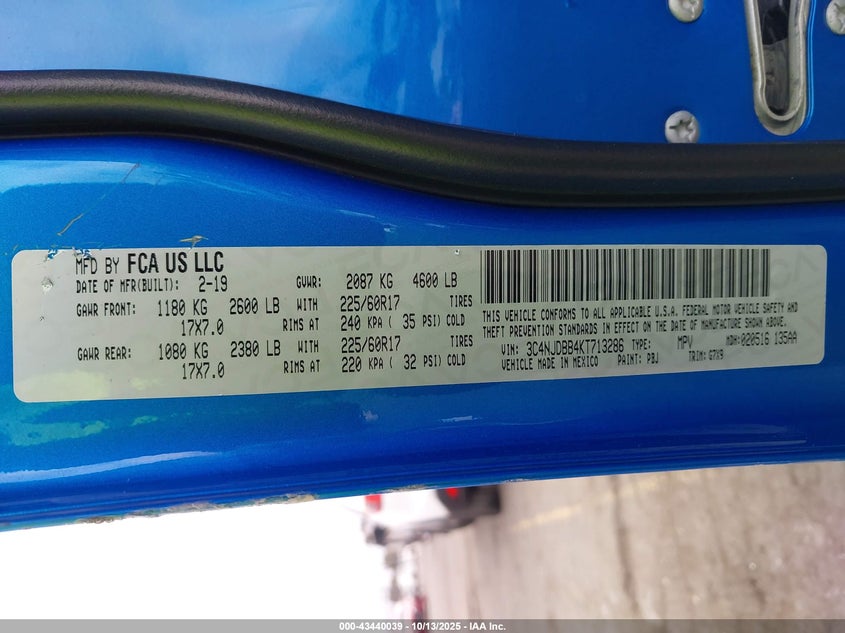 MFD BY FCA US LLC
DATE OF MFR(BUILT): 2-19 GVWR: 2087 KG 4600 LB
GAWR FRONT: 1180 KG 2600 LB WITH 225/60R17 TIRES
17X7.0 RIMS AT 240 KPA ( 35 PSI) COLD
GAWR REAR: 1080 KG 2380 LB WITH 225/60R17 TIRES
17X7.0 RIMS AT 220 KPA ( 32 PSI) COLD
THIS VEHICLE CONFORMS TO ALL APPLICABLE U.S.A. FEDERAL MOTOR VEHICLE SAFETY AND
THEFT PREVENTION STANDARDS IN EFFECT ON THE DATE OF MANUFACTURE SHOWN ABOVE.
VIN: 3C4NJDBB4KT713286 TYPE: MPV MDH: 020516 135AA
VEHICLE MADE IN MEXICO PAINT: PBJ TRIM: G7X9
000-43440039 - 10/13/2025 - IAA Inc.